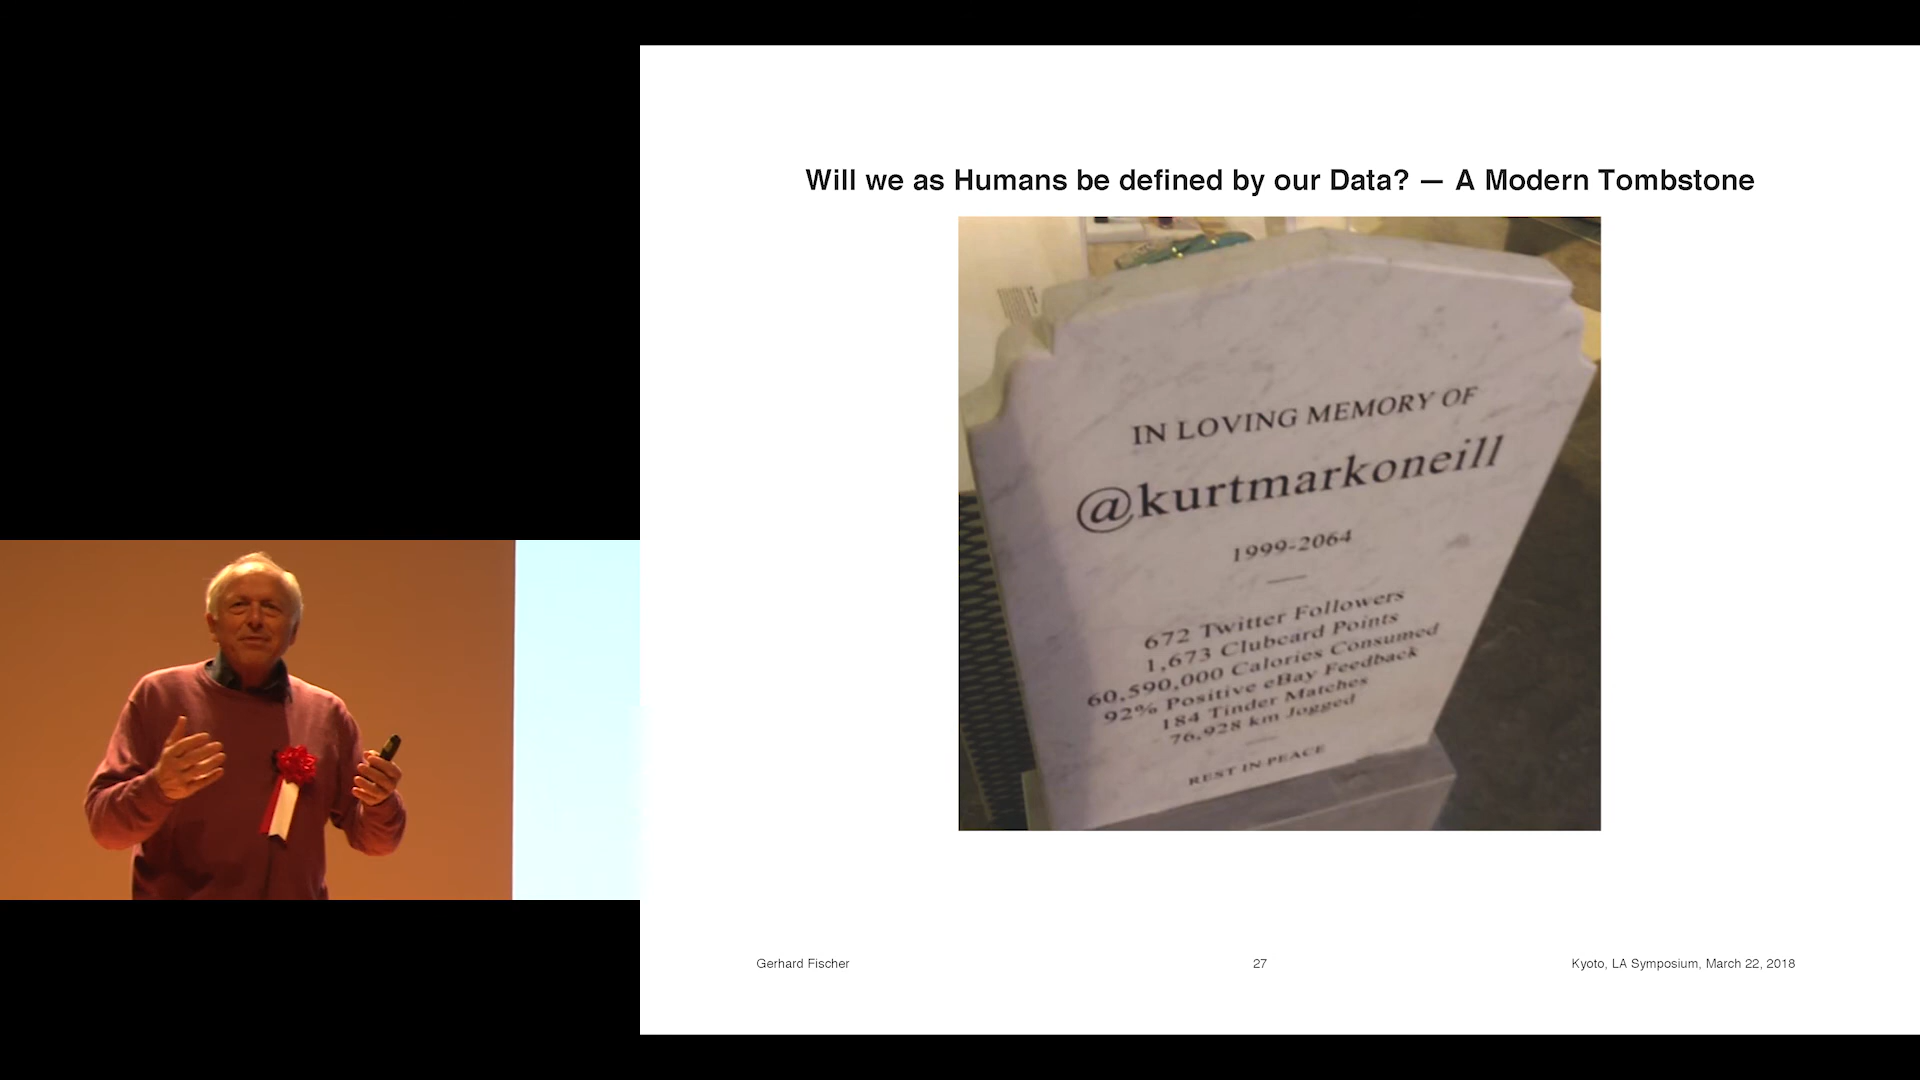 Will we as Humans be defined by our Data? — A Modern Tombstone
IN LOVING MEMORY OF
@kurtmarkoneill
1999-2064
672 Twitter Followers
1,673 Clubcard Points
60,590,000 Calories Consumed
92% Positive eBay Feedback
184 Tinder Matches
76,928 km Jogged
REST IN PEACE
Gerhard Fischer
27
Kyoto, LA Symposium, March 22, 2018